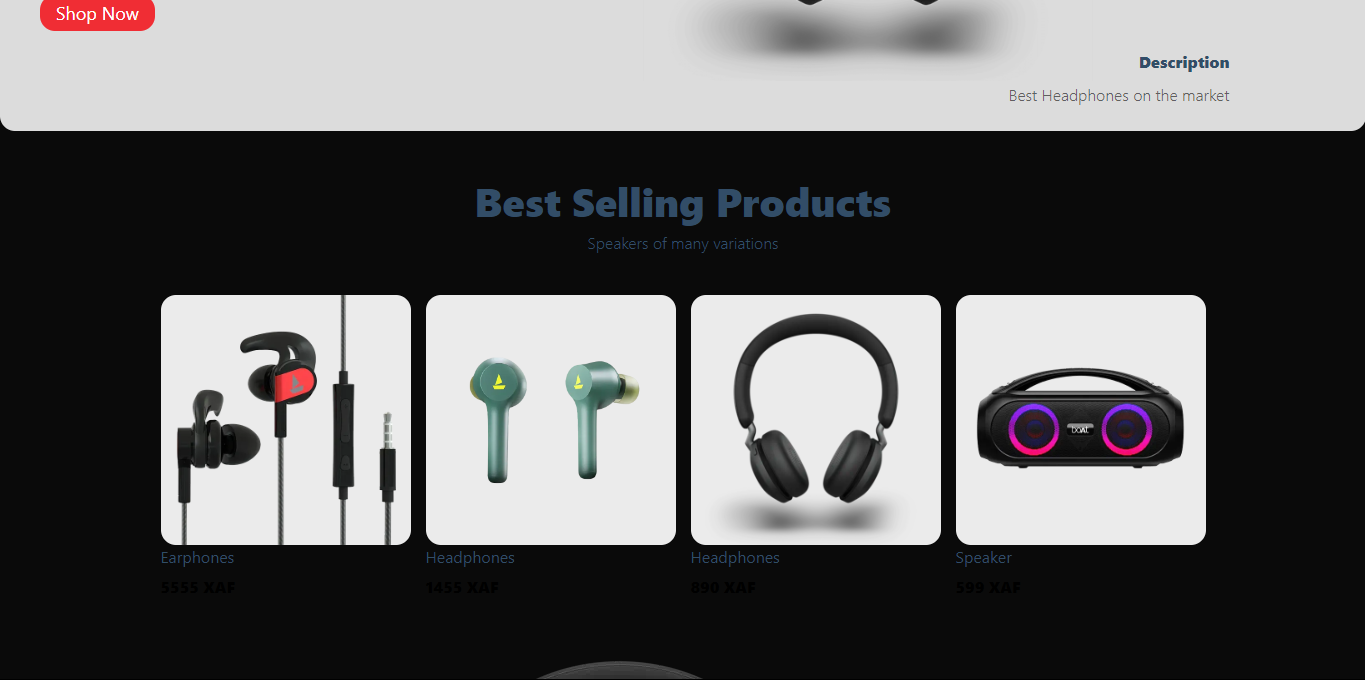 Shop Now
Description
Best Headphones on the market
Best Selling Products
Speakers of many variations
Earphones
5555 XAF
Headphones
1455 XAF
Headphones
890 XAF
Speaker
599 XAF